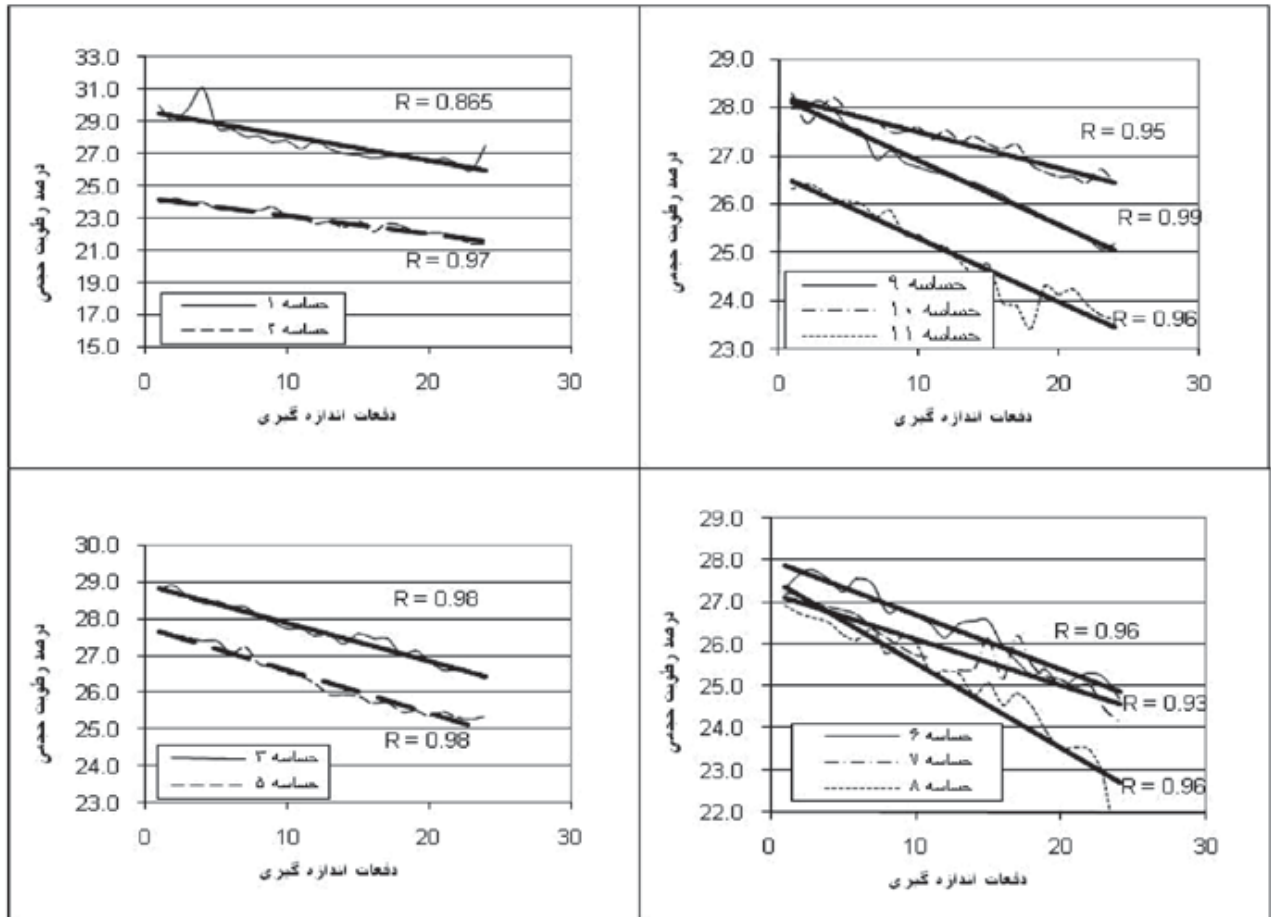 33.0
31.0
29.0
27.0
25.0
23.0
21.0
19.0
17.0
15.0
درصد رطوبت حجمی
R = 0.865
R = 0.97
حساسه ۱
حساسه ۲
0 10 20 30
دفعات اندازه گیری
29.0
28.0
27.0
26.0
25.0
24.0
23.0
درصد رطوبت حجمی
R = 0.95
R = 0.99
R = 0.96
حساسه ۹
حساسه ۱۰
حساسه ۱۱
0 10 20 30
دفعات اندازه گیری
30.0
29.0
28.0
27.0
26.0
25.0
24.0
23.0
درصد رطوبت حجمی
R = 0.98
R = 0.98
حساسه ۳
حساسه ۵
0 10 20 30
دفعات اندازه گیری
29.0
28.0
27.0
26.0
25.0
24.0
23.0
22.0
درصد رطوبت حجمی
R = 0.96
R = 0.93
R = 0.96
حساسه ۶
حساسه ۷
حساسه ۸
0 10 20 30
دفعات اندازه گیری